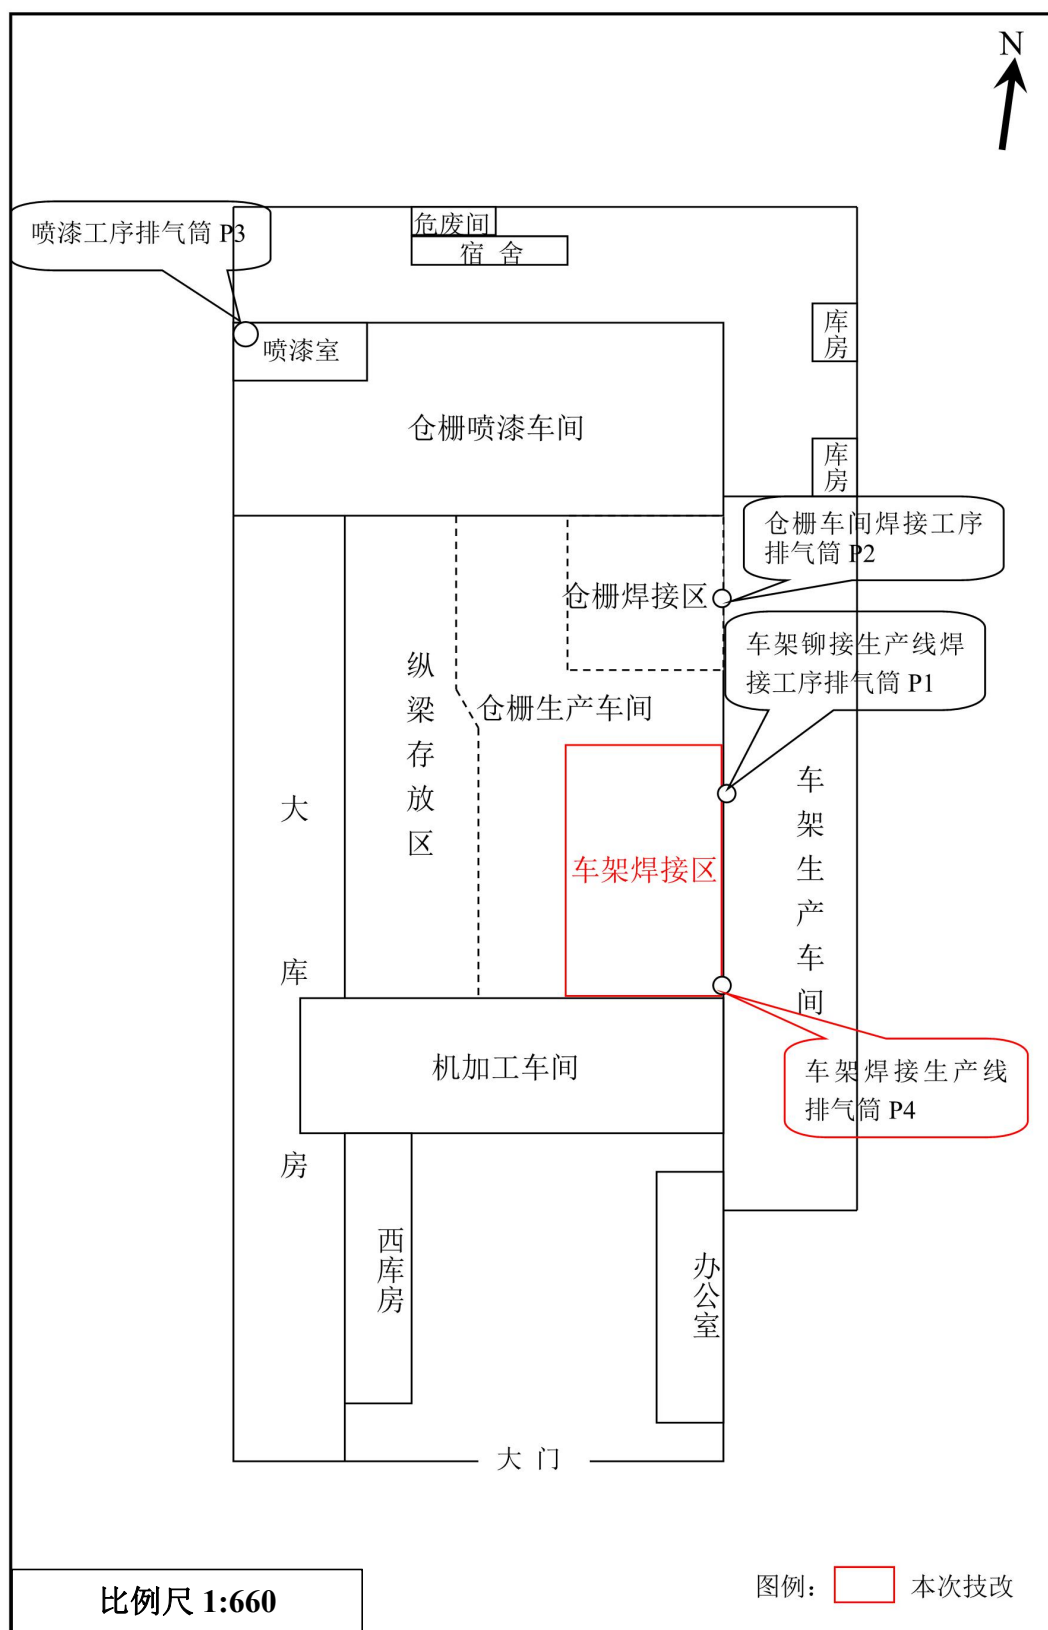 N
喷漆工序排气筒 P3
危废间
宿 舍
库房
喷漆室
仓栅喷漆车间
库房
仓栅车间焊接工序
排气筒 P2
仓栅焊接区
车架铆接生产线焊
接工序排气筒 P1
纵梁存放区
仓栅生产车间
大库房
车架焊接区
车架生产车间
机加工车间
车架焊接生产线
排气筒 P4
西库房
办公室
大 门
图例：
本次技改
比例尺 1:660